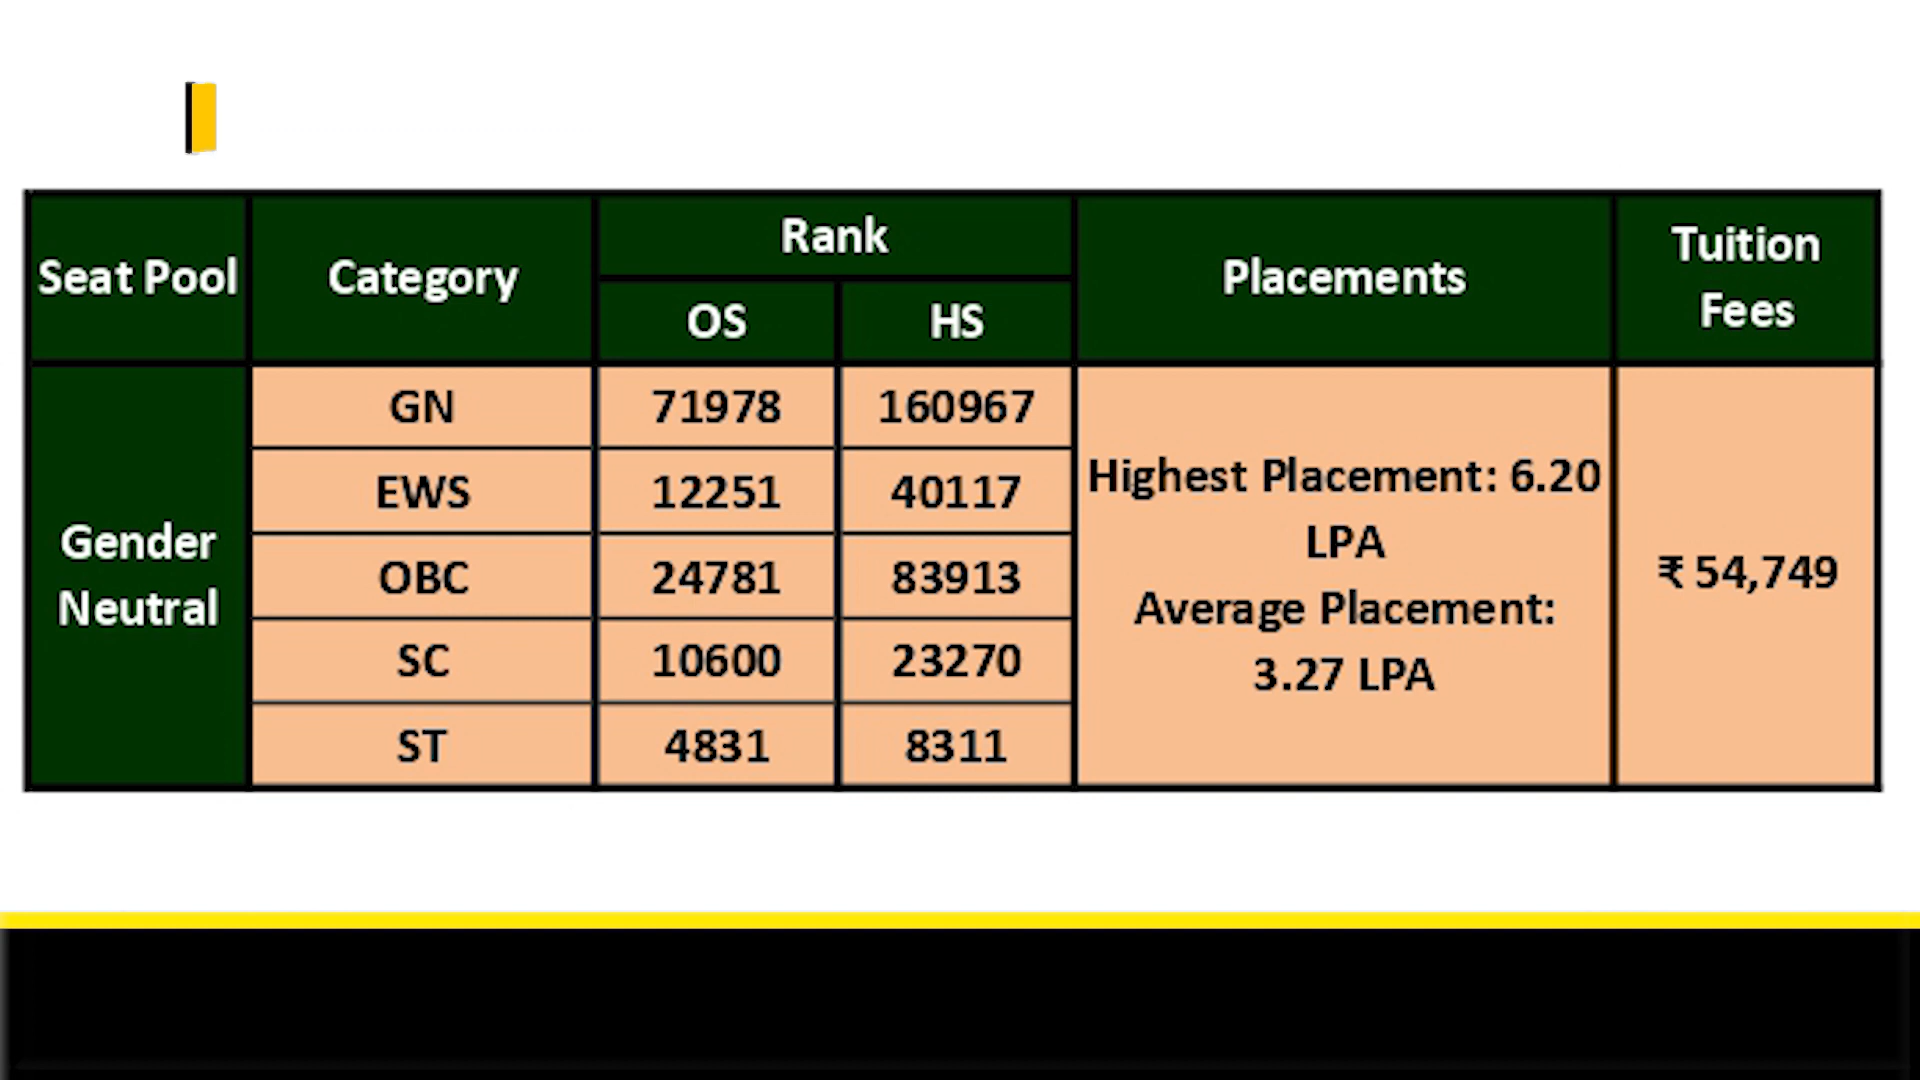 Seat Pool Category Rank Placements Tuition
Fees
OS HS
Gender
Neutral
GN 71978 160967
EWS 12251 40117
OBC 24781 83913
SC 10600 23270
ST 4831 8311
Highest Placement: 6.20
LPA
Average Placement:
3.27 LPA
₹ 54,749